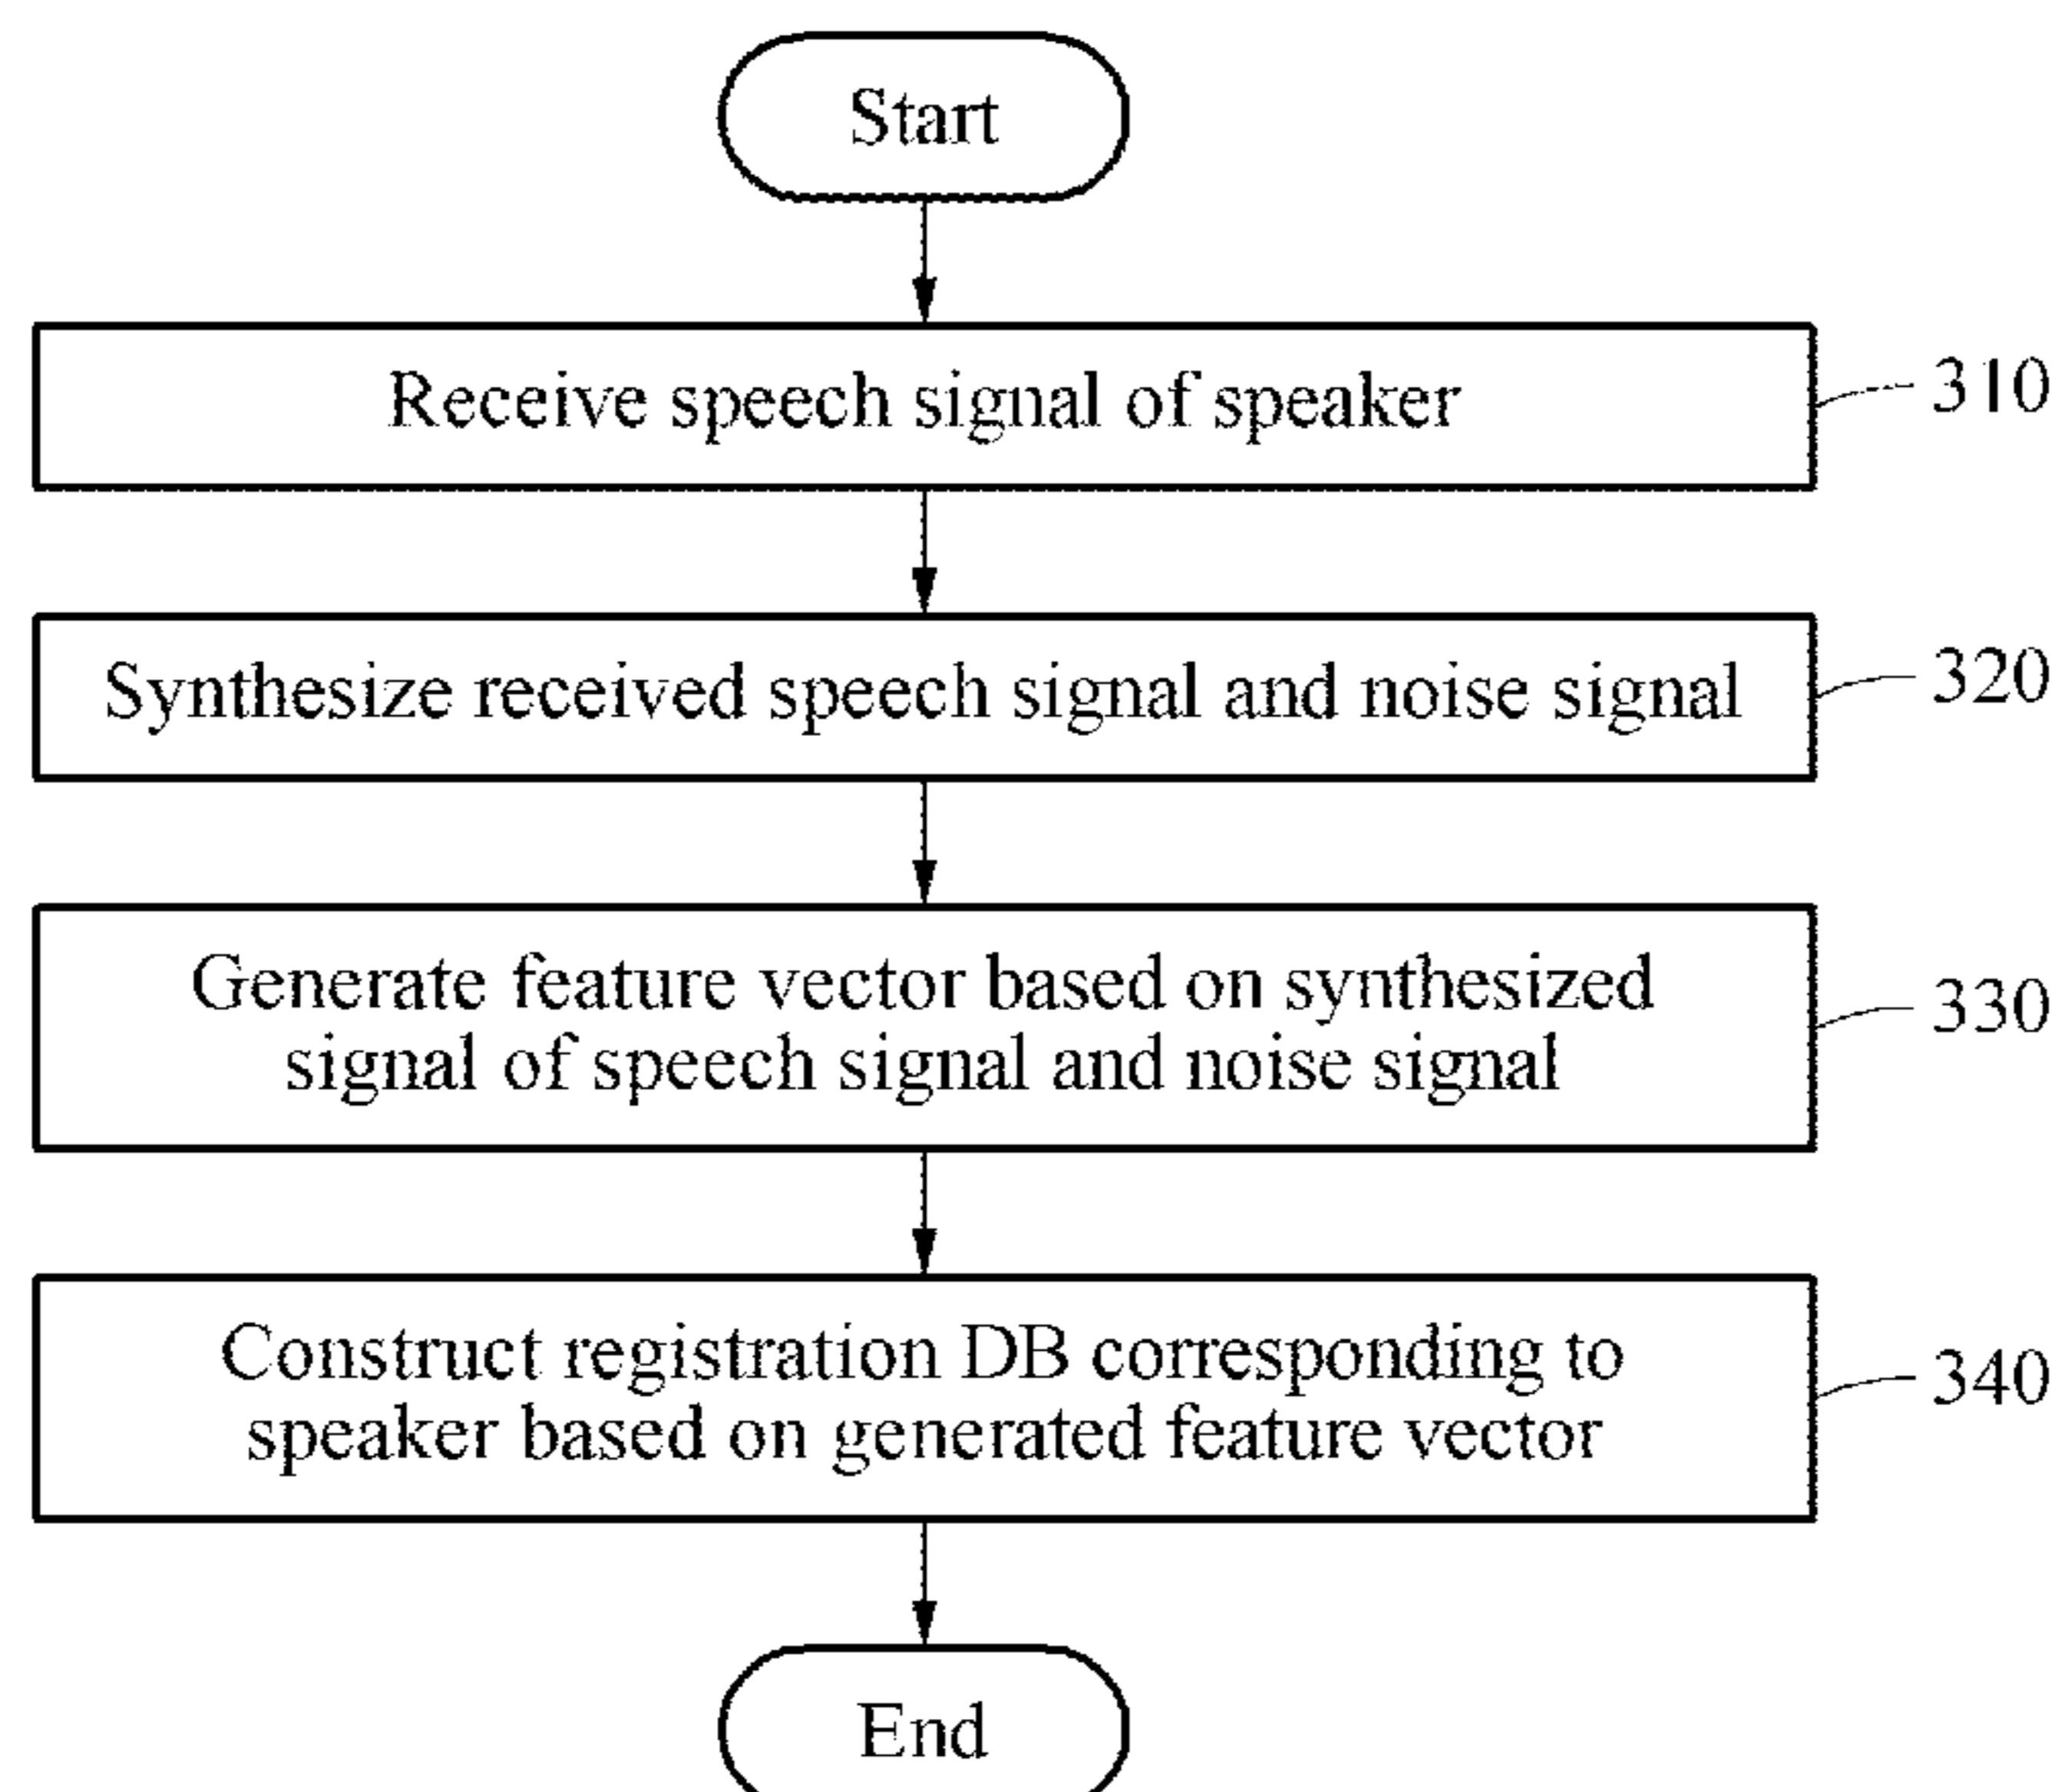 Start
Receive speech signal of speaker
310
Synthesize received speech signal and noise signal
320
Generate feature vector based on synthesized
signal of speech signal and noise signal
330
Construct registration DB corresponding to
speaker based on generated feature vector
340
End